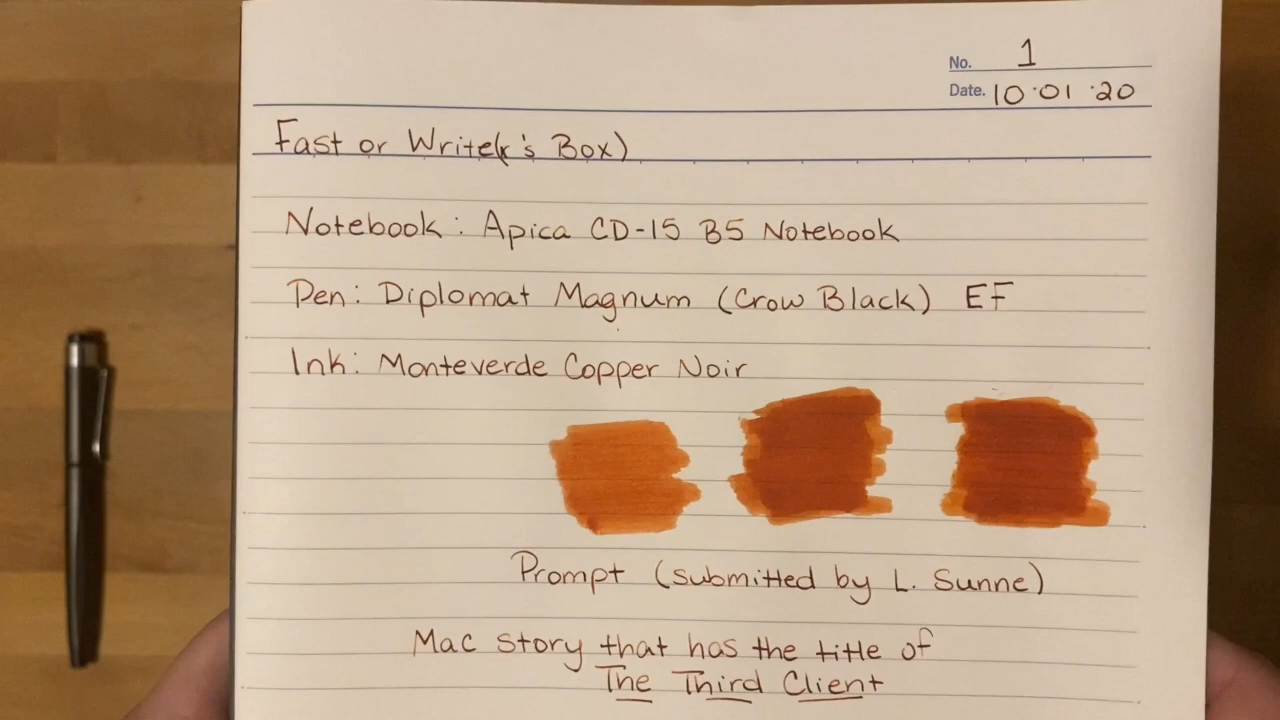 No. 1
Date. 10·01·20
Fast or Write(r's Box)
Notebook: Apica CD-15 B5 Notebook
Pen: Diplomat Magnum (Crow Black) EF
Ink: Monteverde Copper Noir
Prompt (submitted by L. Sunne)
Mac story that has the title of
The Third Client